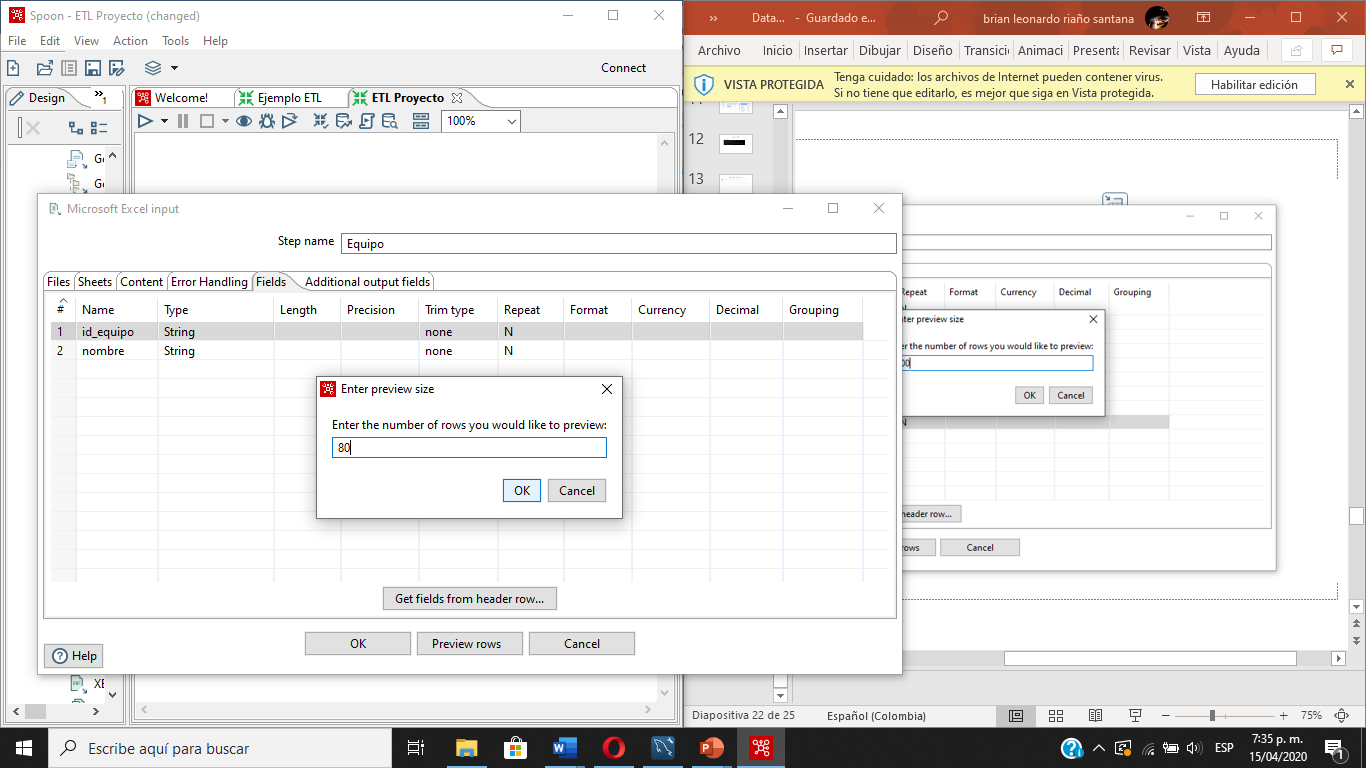 Spoon - ETL Proyecto (changed)
File Edit View Action Tools Help
Connect
Design
Welcome!
Ejemplo ETL
ETL Proyecto
100%
Microsoft Excel input
Step name
Equipo
Files Sheets Content Error Handling Fields Additional output fields
# Name Type Length Precision Trim type Repeat Format Currency Decimal Grouping
1 id_equipo String none N
2 nombre String none N
Enter preview size
Enter the number of rows you would like to preview:
80
OK Cancel
Get fields from header row...
OK Preview rows Cancel
Help
Data... - Guardado e...
brian leonardo riaño santana
Archivo Inicio Insertar Dibujar Diseño Transici Animaci Presenta Revisar Vista Ayuda
VISTA PROTEGIDA
Tenga cuidado: los archivos de Internet pueden contener virus.
Si no tiene que editarlo, es mejor que siga en Vista protegida.
Habilitar edición
12
13
Repeat Format Currency Decimal Grouping
ter preview size
er the number of rows you would like to preview:
00
OK Cancel
N
header row...
rows Cancel
Diapositiva 22 de 25 Español (Colombia) 75%
Escribe aquí para buscar
ESP
7:35 p. m.
15/04/2020
1